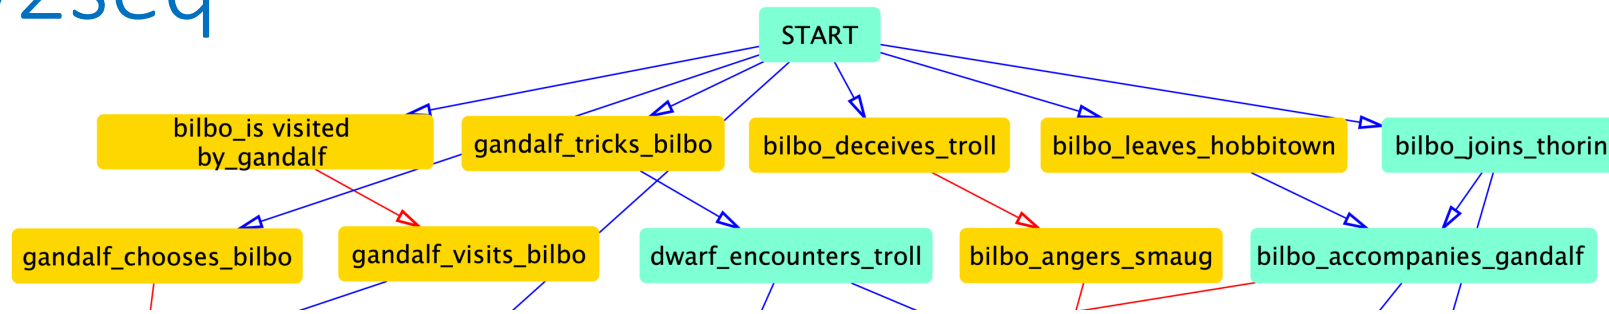 START
bilbo_is visited
by_gandalf
gandalf_tricks_bilbo
bilbo_deceives_troll
bilbo_leaves_hobbitown
bilbo_joins_thorin
gandalf_chooses_bilbo
gandalf_visits_bilbo
dwarf_encounters_troll
bilbo_angers_smaug
bilbo_accompanies_gandalf